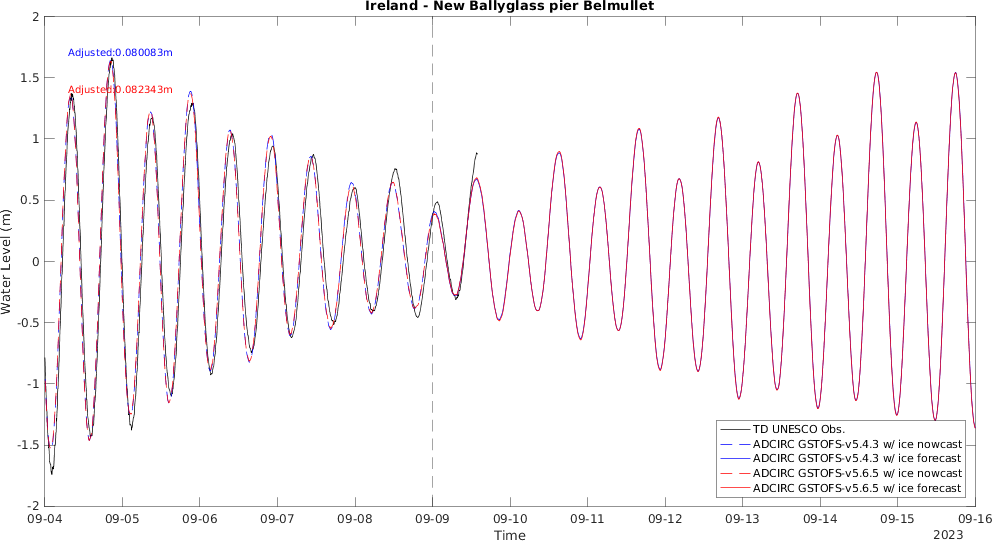 Ireland - New Ballyglass pier Belmullet
2
1.5
1
0.5
0
-0.5
-1
-1.5
-2
Water Level (m)
Adjusted:0.080083m
Adjusted:0.082343m
TD UNESCO Obs.
ADCIRC GSTOFS-v5.4.3 w/ ice nowcast
ADCIRC GSTOFS-v5.4.3 w/ ice forecast
ADCIRC GSTOFS-v5.6.5 w/ ice nowcast
ADCIRC GSTOFS-v5.6.5 w/ ice forecast
09-04 09-05 09-06 09-07 09-08 09-09 09-10 09-11 09-12 09-13 09-14 09-15 09-16
Time
2023